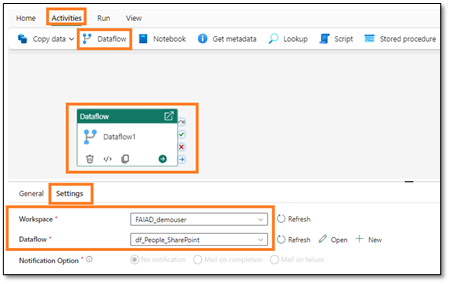 Home Activities Run View
Copy data Dataflow Notebook Get metadata Lookup Script Stored procedure
Dataflow
Dataflow1
General Settings
Workspace * FAIAD_demouser Refresh
Dataflow * df_People_SharePoint Refresh Open New
Notification Option * No notification Mail on completion Mail on failure